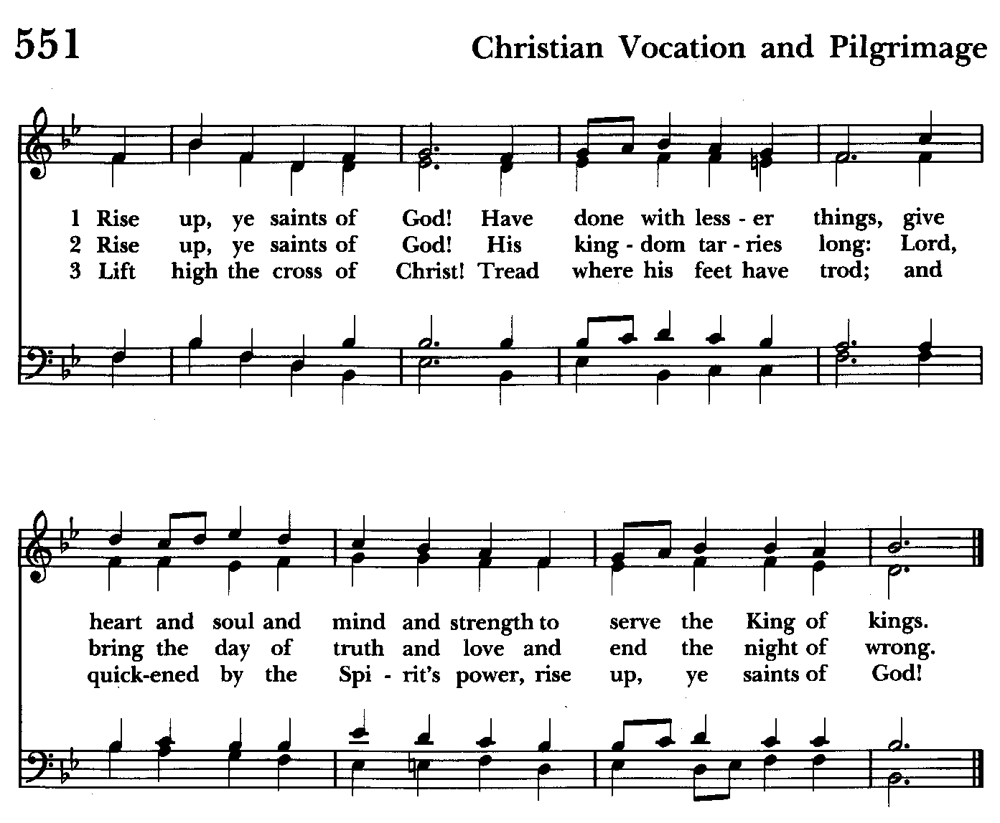 551 Christian Vocation and Pilgrimage
1 Rise up, ye saints of God! Have done with less - er things, give
2 Rise up, ye saints of God! His king - dom tar - ries long: Lord,
3 Lift high the cross of Christ! Tread where his feet have trod; and
heart and soul and mind and strength to serve the King of kings.
bring the day of truth and love and end the night of wrong.
quick-ened by the Spi - rit's power, rise up, ye saints of God!